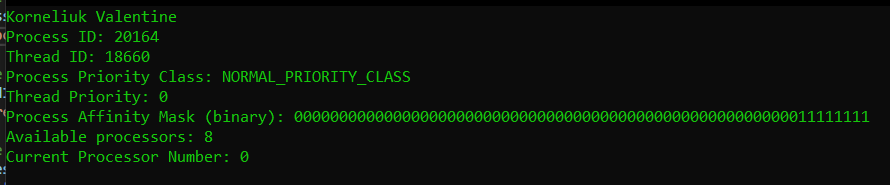 Korneliuk Valentine
Process ID: 20164
Thread ID: 18660
Process Priority Class: NORMAL_PRIORITY_CLASS
Thread Priority: 0
Process Affinity Mask (binary): 0000000000000000000000000000000000000000000000000000000011111111
Available processors: 8
Current Processor Number: 0